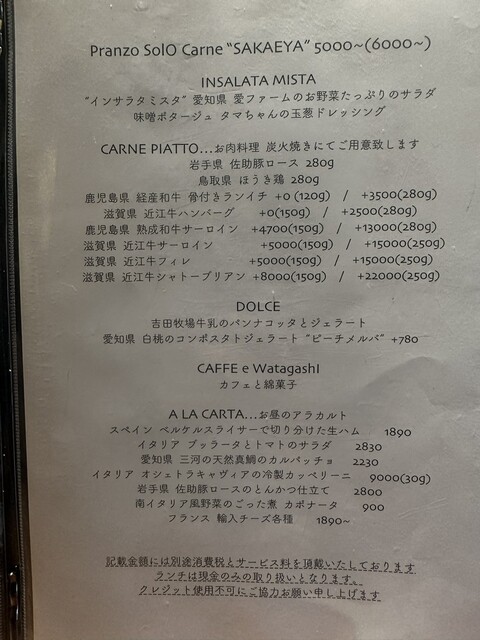 Pranzo SolO Carne “SAKAEYA” 5000~(6000~)
INSALATA MISTA
“インサラタミスタ” 愛知県 愛ファームのお野菜たっぷりのサラダ
味噌ポタージュ タマちゃんの玉葱ドレッシング
CARNE PIATTO…お肉料理 炭火焼きにてご用意致します
岩手県 佐助豚ロース 280g
鳥取県 ほうき鶏 280g
鹿児島県 経産和牛 骨付きランイチ +0 (120g) / +3500(280g)
滋賀県 近江牛ハンバーグ +0(150g) / +2500(280g)
鹿児島県 熟成和牛サーロイン +4700(150g) / +13000(280g)
滋賀県 近江牛サーロイン +5000(150g) / +15000(250g)
滋賀県 近江牛フィレ +5000(150g) / +15000(250g)
滋賀県 近江牛シャトーブリアン +8000(150g) / +22000(250g)
DOLCE
吉田牧場牛乳のパンナコッタとジェラート
愛知県 白桃のコンポスタトジェラート “ピーチメルバ” +780
CAFFE e WatagashI
カフェと綿菓子
A LA CARTA…お昼のアラカルト
スペイン ベルケルスライサーで切り分けた生ハム 1890
イタリア ブッラータとトマトのサラダ 2830
愛知県 三河の天然真鯛のカルパッチョ 2230
イタリア オシェトラキャヴィアの冷製カッペリーニ 9000(30g)
岩手県 佐助豚ロースのとんかつ仕立て 2800
南イタリア風野菜のごった煮 カポナータ 900
フランス 輸入チーズ各種 1890~
記載金額には別途消費税とサービス料を頂戴いたしております
ランチは現金のみの取り扱いとなります。
クレジット使用不可にご協力お願い申し上げます